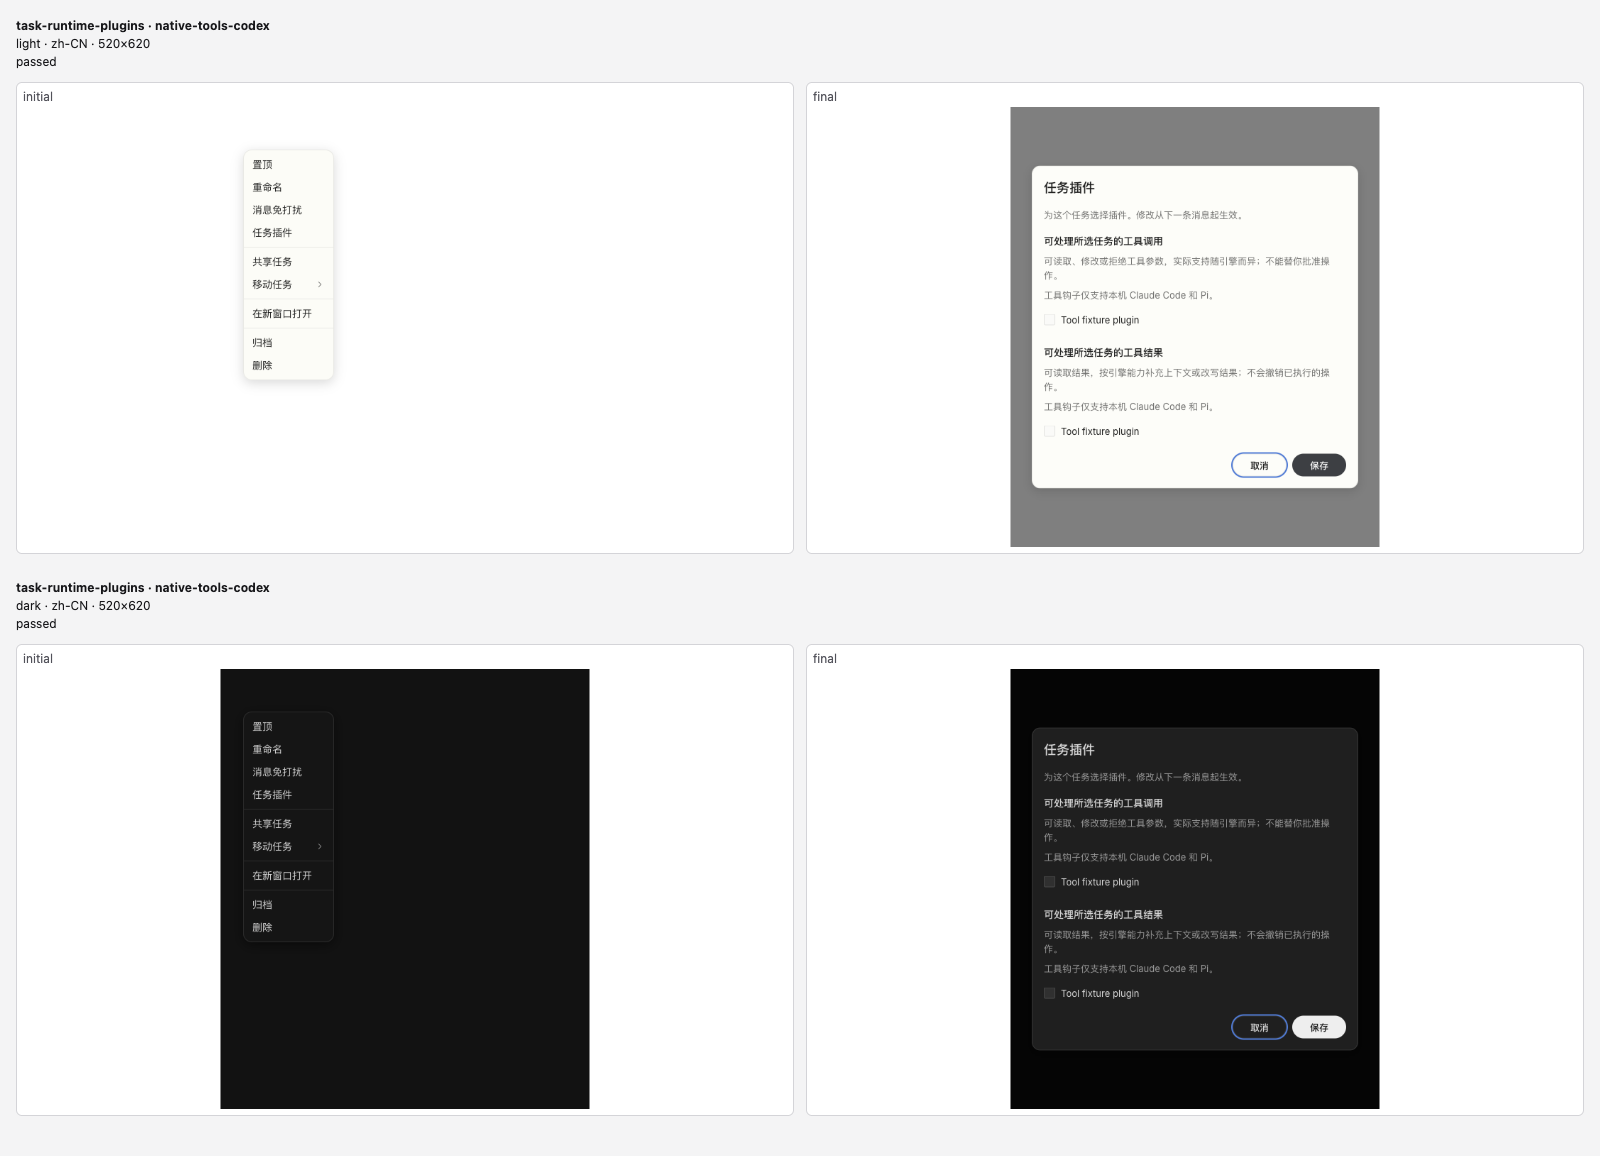 task-runtime-plugins · native-tools-codex
light · zh-CN · 520×620
passed
initial
置顶
重命名
消息免打扰
任务插件
共享任务
移动任务
在新窗口打开
归档
删除
final
任务插件
为这个任务选择插件。修改从下一条消息起生效。
可处理所选任务的工具调用
可读取、修改或拒绝工具参数，实际支持随引擎而异；不能替你批准操
作。
工具钩子仅支持本机 Claude Code 和 Pi。
Tool fixture plugin
可处理所选任务的工具结果
可读取结果，按引擎能力补充上下文或改写结果；不会撤销已执行的操
作。
工具钩子仅支持本机 Claude Code 和 Pi。
Tool fixture plugin
取消 保存
task-runtime-plugins · native-tools-codex
dark · zh-CN · 520×620
passed
initial
置顶
重命名
消息免打扰
任务插件
共享任务
移动任务
在新窗口打开
归档
删除
final
任务插件
为这个任务选择插件。修改从下一条消息起生效。
可处理所选任务的工具调用
可读取、修改或拒绝工具参数，实际支持随引擎而异；不能替你批准操
作。
工具钩子仅支持本机 Claude Code 和 Pi。
Tool fixture plugin
可处理所选任务的工具结果
可读取结果，按引擎能力补充上下文或改写结果；不会撤销已执行的操
作。
工具钩子仅支持本机 Claude Code 和 Pi。
Tool fixture plugin
取消 保存